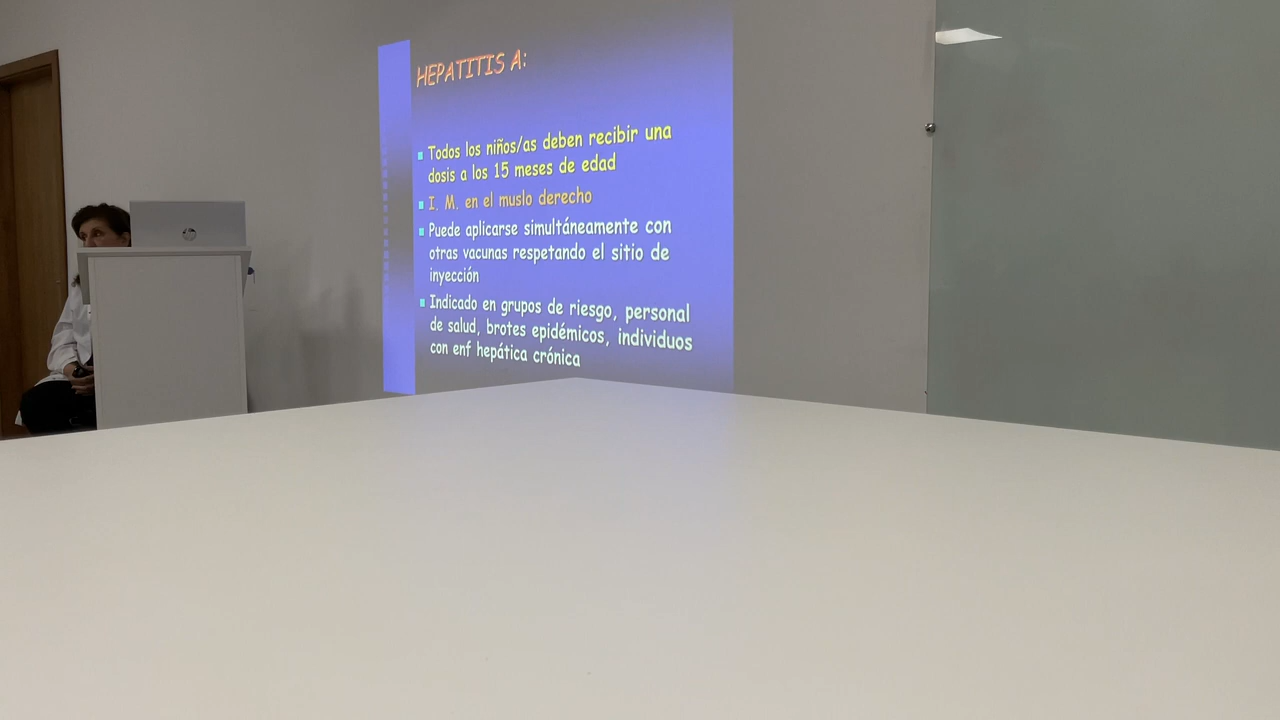 HEPATITIS A:
Todos los niños/as deben recibir una
dosis a los 15 meses de edad
I. M. en el muslo derecho
Puede aplicarse simultáneamente con
otras vacunas respetando el sitio de
inyección
Indicado en grupos de riesgo, personal
de salud, brotes epidémicos, individuos
con enf hepática crónica
hp